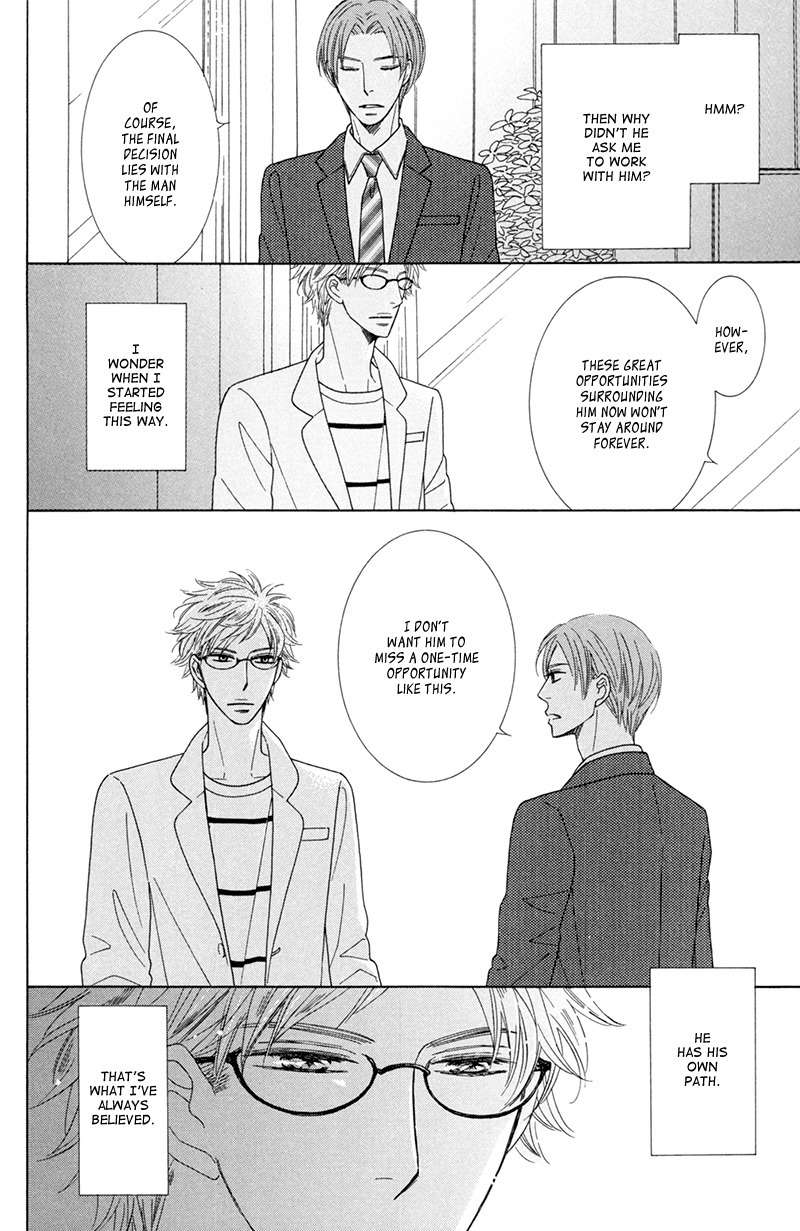 HMM?
THEN WHY
DIDN'T HE
ASK ME
TO WORK
WITH HIM?
OF
COURSE,
THE FINAL
DECISION
LIES WITH
THE MAN
HIMSELF.
HOW-
EVER,
THESE GREAT
OPPORTUNITIES
SURROUNDING
HIM NOW WON'T
STAY AROUND
FOREVER.
I
WONDER
WHEN I
STARTED
FEELING
THIS WAY.
I DON'T
WANT HIM TO
MISS A ONE-TIME
OPPORTUNITY
LIKE THIS.
HE
HAS HIS
OWN
PATH.
THAT'S
WHAT I'VE
ALWAYS
BELIEVED.